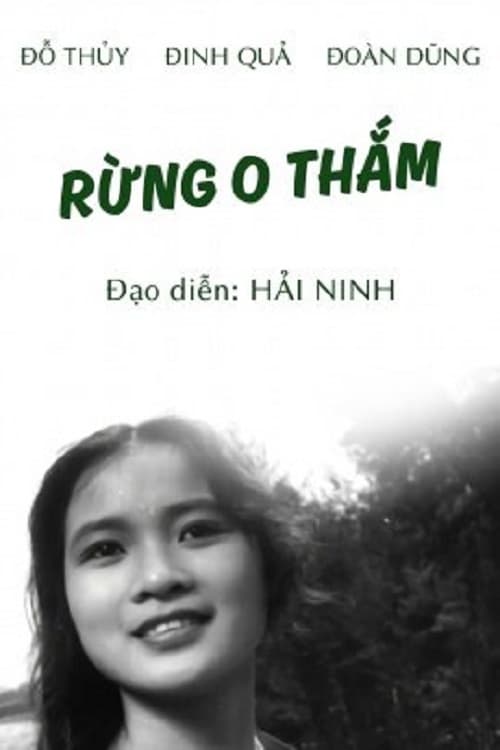 ĐỖ THỦY ĐINH QUẢ ĐOÀN DŨNG
RỪNG O THẮM
Đạo diễn: HẢI NINH